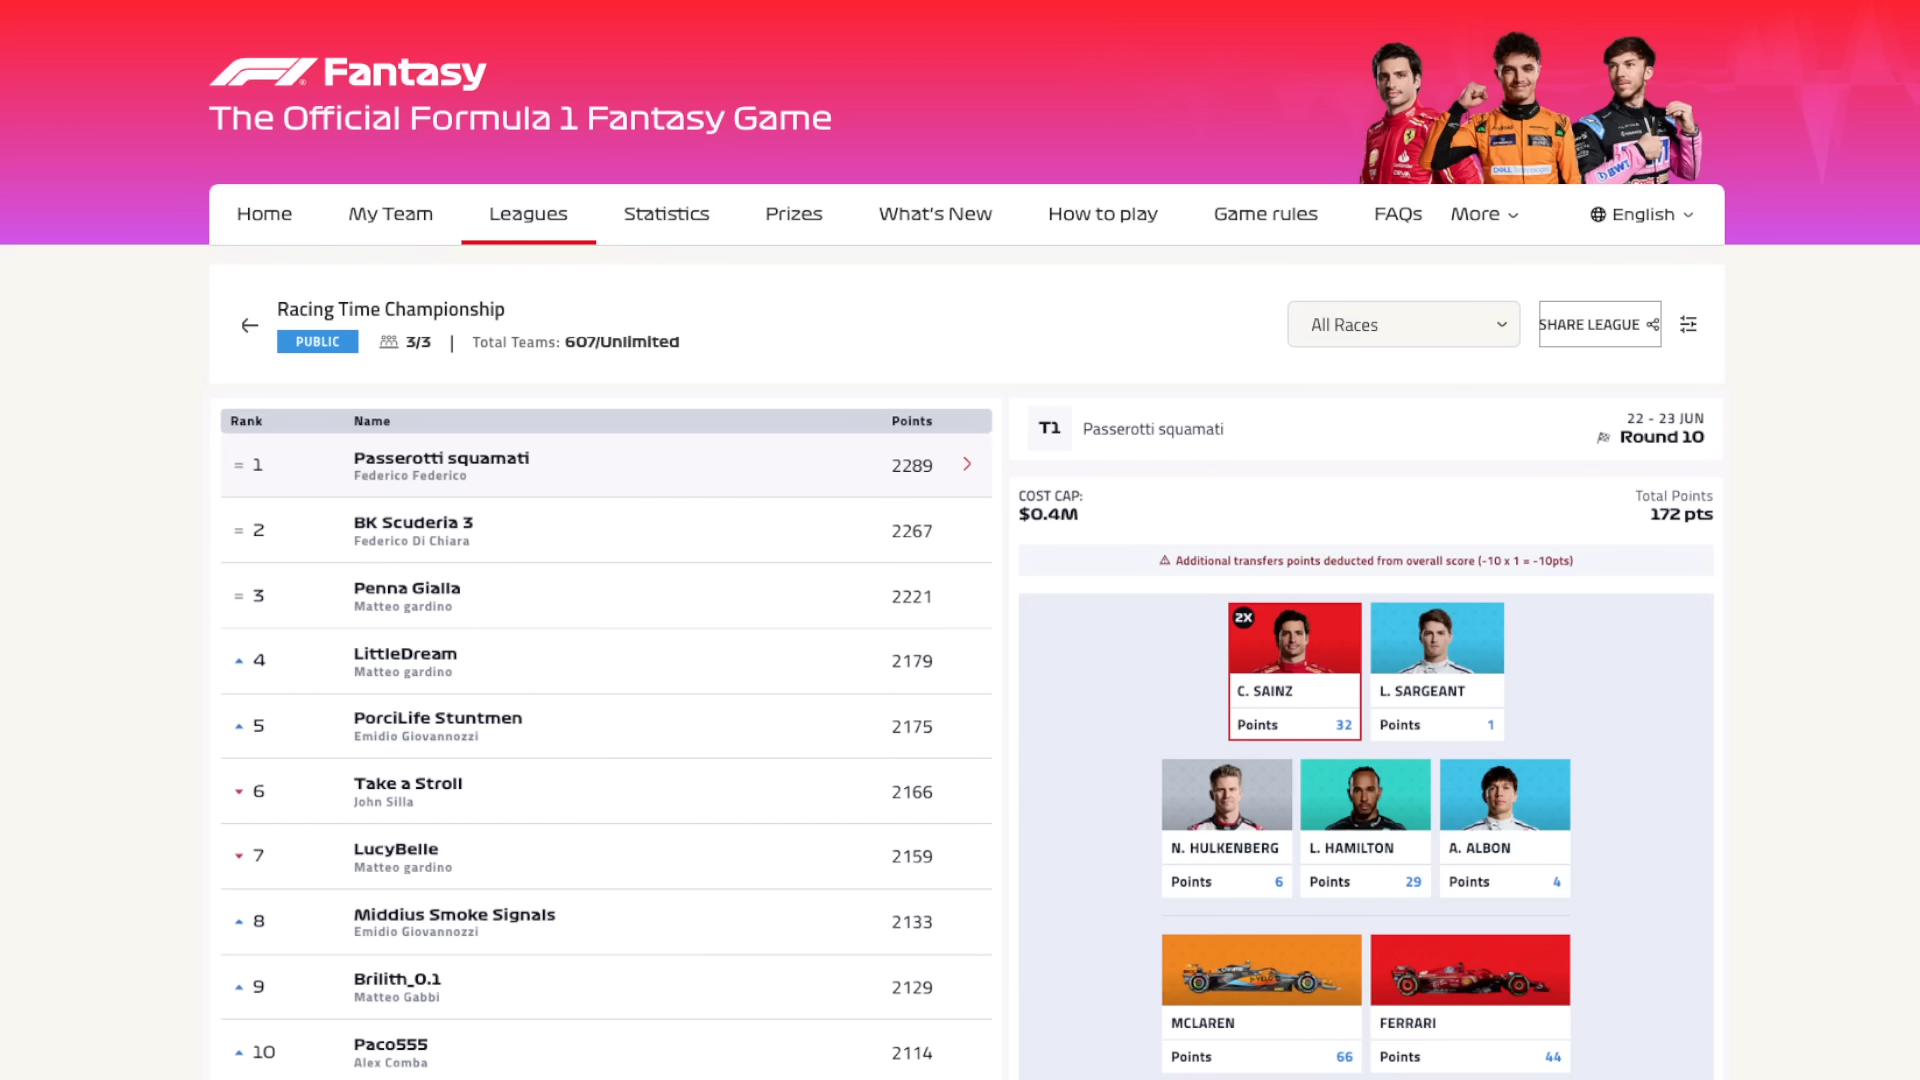 F1 Fantasy
The Official Formula 1 Fantasy Game
Home My Team Leagues Statistics Prizes What's New How to play Game rules FAQs More English
Racing Time Championship
PUBLIC 3/3 | Total Teams: 607/Unlimited
All Races
SHARE LEAGUE
Rank Name Points
= 1 Passerotti squamati 2289
Federico Federico
= 2 BK Scuderia 3 2267
Federico Di Chiara
= 3 Penna Gialla 2221
Matteo gardino
4 LittleDream 2179
Matteo gardino
5 PorciLife Stuntmen 2175
Emidio Giovannozzi
6 Take a Stroll 2166
John Silla
7 LucyBelle 2159
Matteo gardino
8 Middius Smoke Signals 2133
Emidio Giovannozzi
9 Brilith_0.1 2129
Matteo Gabbi
10 Paco555 2114
Alex Comba
T1 Passerotti squamati
22 - 23 JUN
Round 10
COST CAP:
$0.4M
Total Points
172 pts
Additional transfers points deducted from overall score (-10 x 1 = -10pts)
2X
C. SAINZ
Points 32
L. SARGEANT
Points 1
N. HULKENBERG
Points 6
L. HAMILTON
Points 29
A. ALBON
Points 4
MCLAREN
Points 66
FERRARI
Points 44